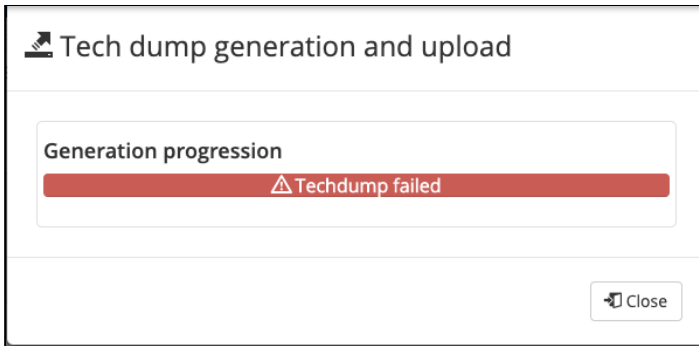 Tech dump generation and upload
Generation progression
Techdump failed
Close